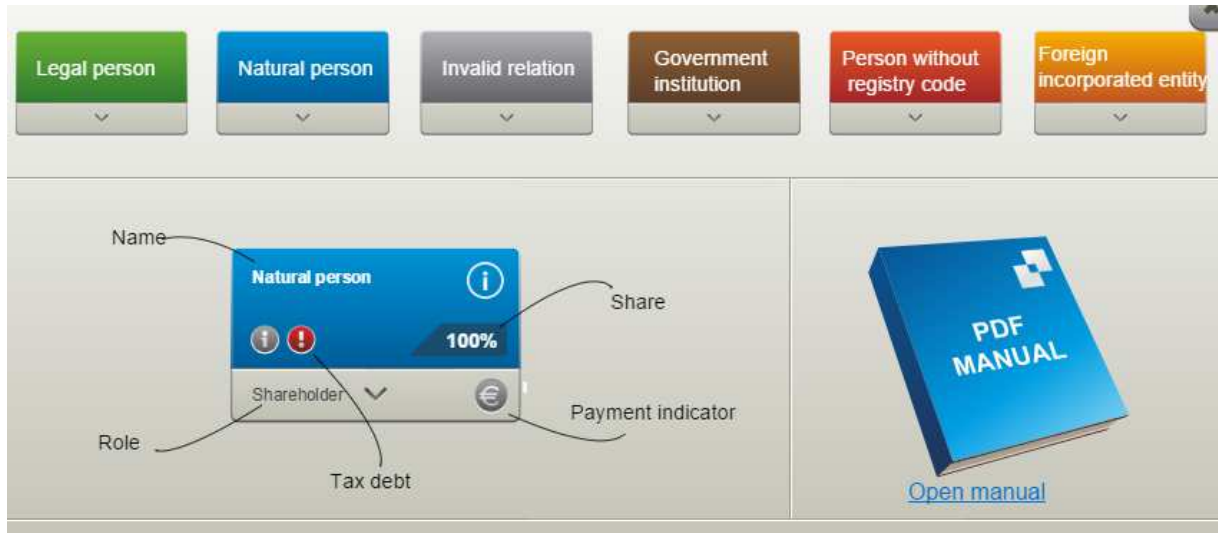 Legal person
Natural person
Invalid relation
Government
institution
Person without
registry code
Foreign
incorporated entity
Name
Natural person
i
Share
i
!
100%
Shareholder
€
Payment indicator
Role
Tax debt
PDF
MANUAL
Open manual